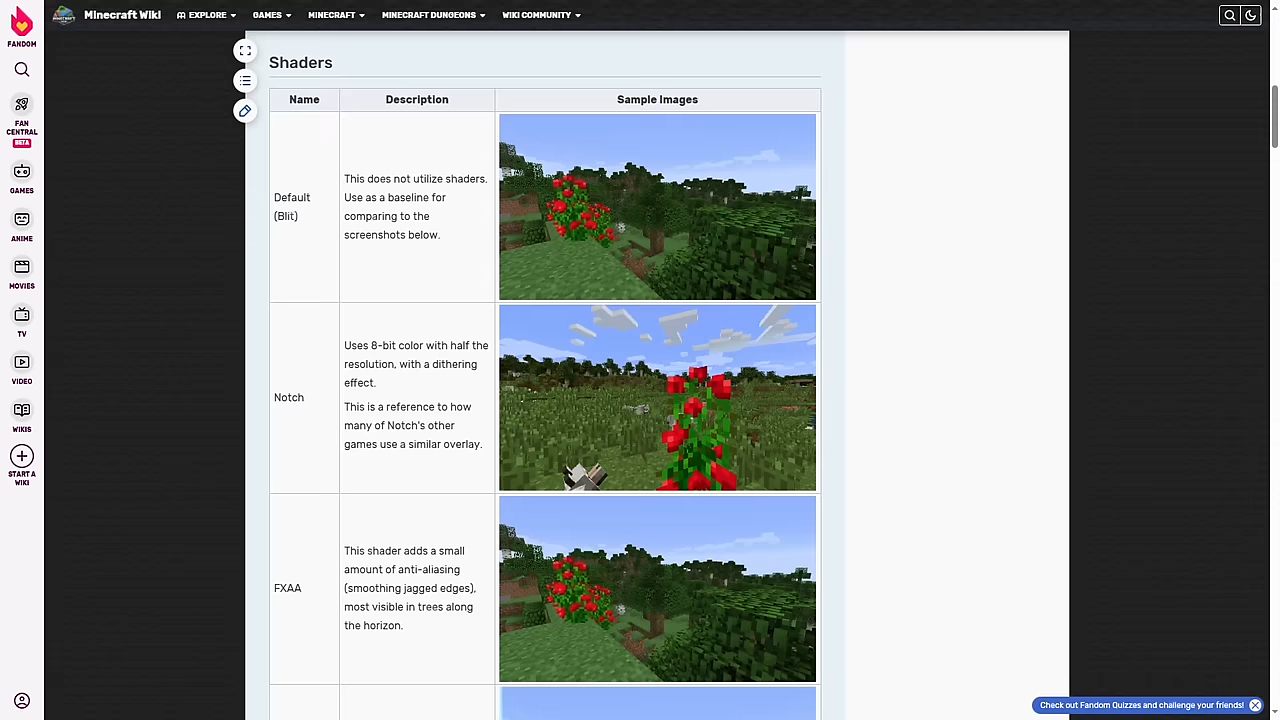 Minecraft Wiki
EXPLORE
GAMES
MINECRAFT
MINECRAFT DUNGEONS
WIKI COMMUNITY
FANDOM
FAN
CENTRAL
BETA
GAMES
ANIME
MOVIES
TV
VIDEO
WIKIS
START A
WIKI
Shaders
Name
Description
Sample Images
Default
(Blit)
This does not utilize shaders.
Use as a baseline for
comparing to the
screenshots below.
Notch
Uses 8-bit color with half the
resolution, with a dithering
effect.
This is a reference to how
many of Notch's other
games use a similar overlay.
FXAA
This shader adds a small
amount of anti-aliasing
(smoothing jagged edges),
most visible in trees along
the horizon.
Check out Fandom Quizzes and challenge your friends!